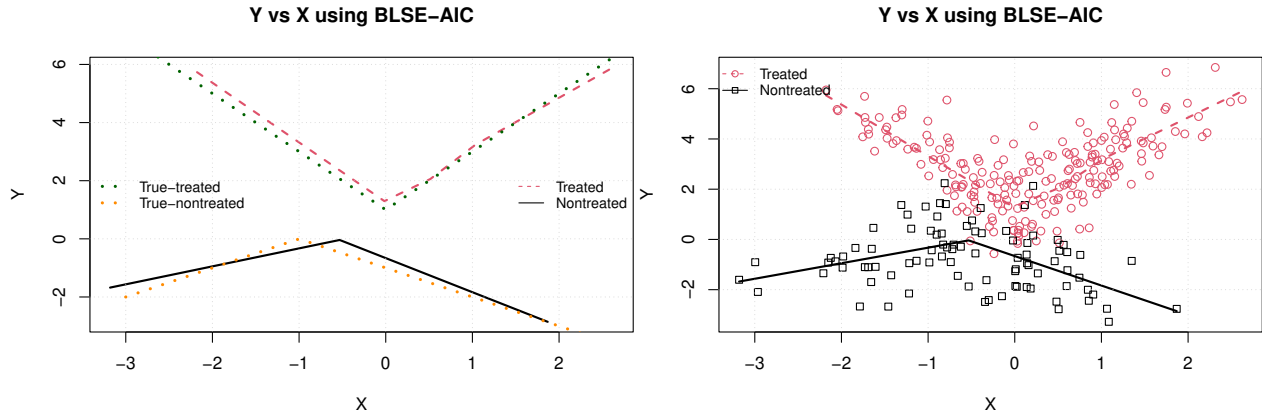 Y vs X using BLSE−AIC
Y
6
4
2
0
−2
True−treated
True−nontreated
Treated
Nontreated
−3
−2
−1
0
1
2
X
Y vs X using BLSE−AIC
Y
6
4
2
0
−2
Treated
Nontreated
−3
−2
−1
0
1
2
X